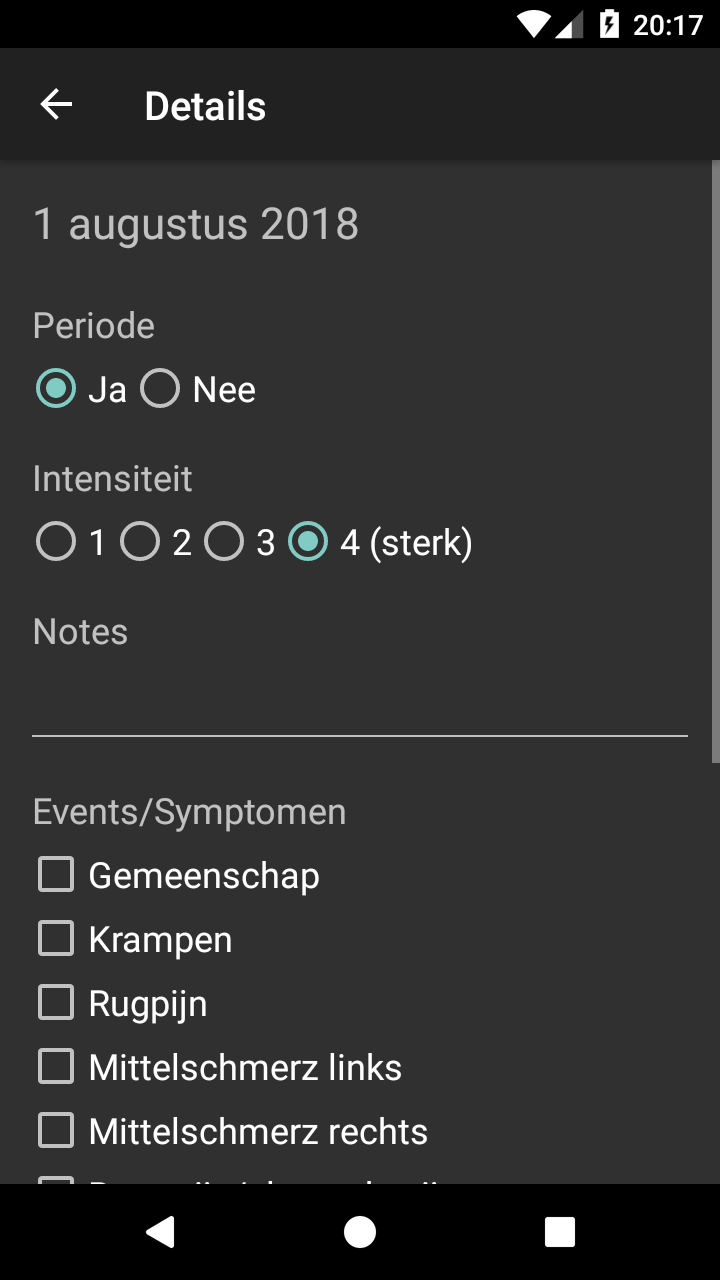 20:17
Details
1 augustus 2018
Periode
Ja Nee
Intensiteit
1 2 3 4 (sterk)
Notes
Events/Symptomen
Gemeenschap
Krampen
Rugpijn
Mittelschmerz links
Mittelschmerz rechts